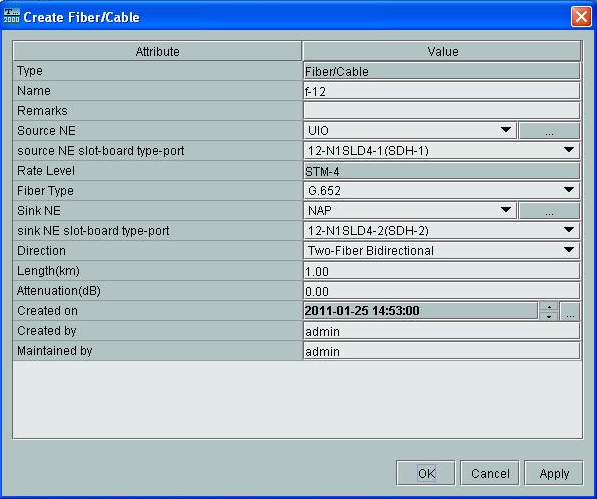 2000 Create Fiber/Cable
Attribute Value
Type Fiber/Cable
Name f-12
Remarks
Source NE UIO ...
source NE slot-board type-port 12-N1SLD4-1(SDH-1)
Rate Level STM-4
Fiber Type G.652
Sink NE NAP ...
sink NE slot-board type-port 12-N1SLD4-2(SDH-2)
Direction Two-Fiber Bidirectional
Length(km) 1.00
Attenuation(dB) 0.00
Created on 2011-01-25 14:53:00 ...
Created by admin
Maintained by admin
OK Cancel Apply